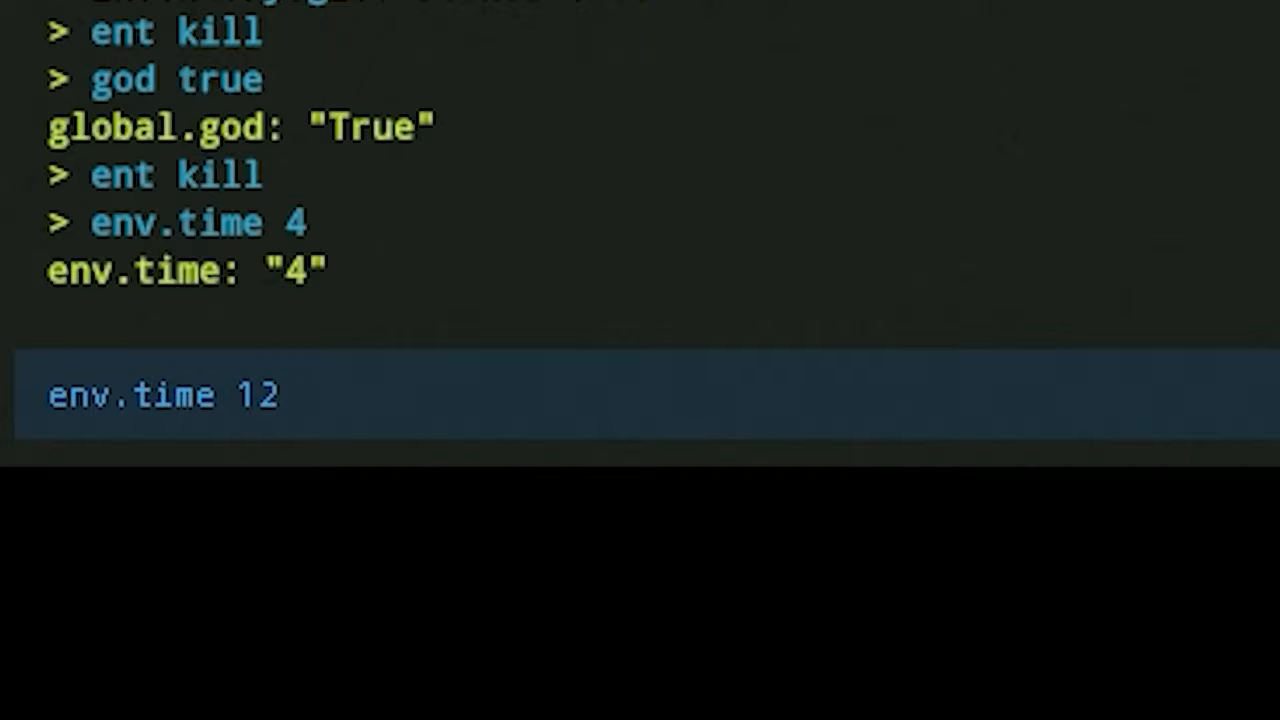 > ent kill
> god true
global.god: "True"
> ent kill
> env.time 4
env.time: "4"
env.time 12